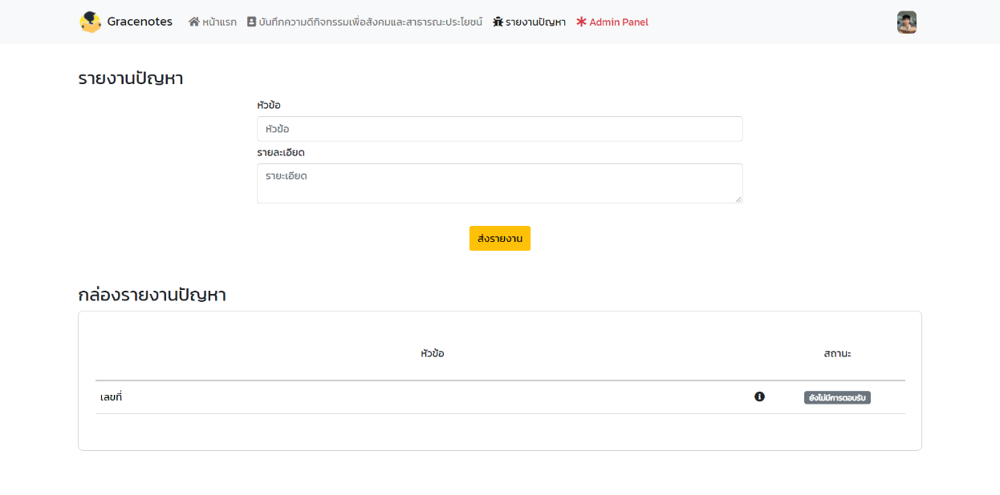 Gracenotes หน้าแรก บันทึกความดีกิจกรรมเพื่อสังคมและสาธารณะประโยชน์ รายงานปัญหา Admin Panel
รายงานปัญหา
หัวข้อ
หัวข้อ
รายละเอียด
รายะเอียด
ส่งรายงาน
กล่องรายงานปัญหา
หัวข้อ สถานะ
เลขที่ ยังไม่มีการตอบรับ